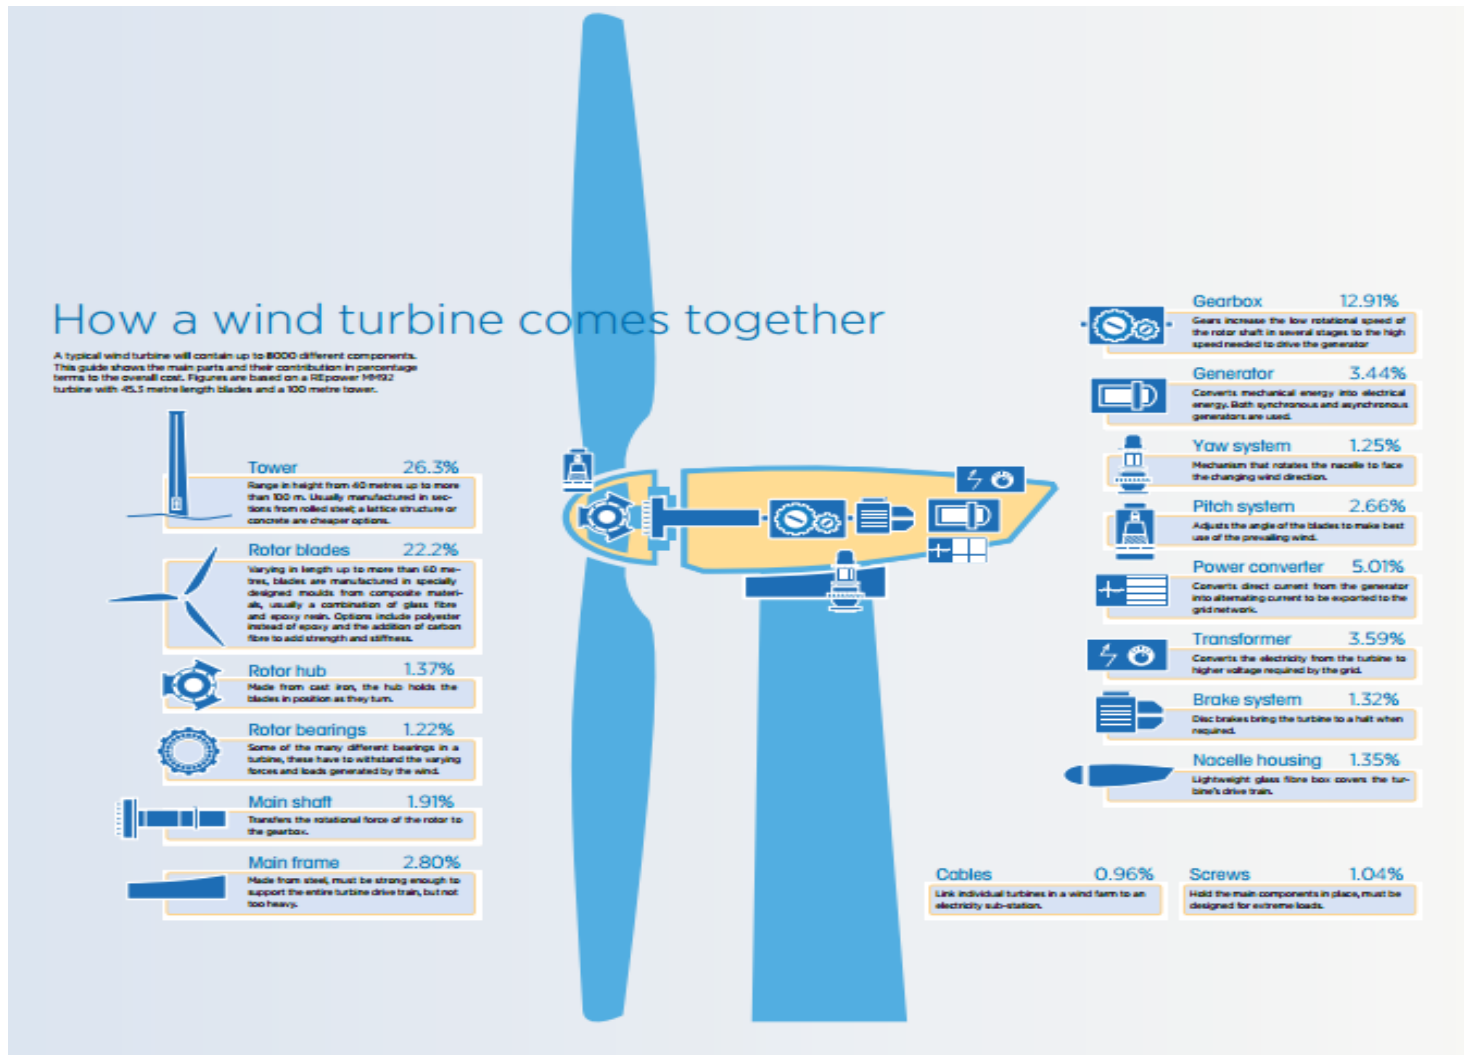 How a wind turbine comes together
A typical wind turbine will contain up to 8000 different components.
This guide shows the main parts and their contribution in percentage
terms to the overall cost. Figures are based on a REpower MM92
turbine with 45.3 metre length blades and a 100 metre tower.
Tower 26.3%
Range in height from 40 metres up to more
than 100 m. Usually manufactured in sec-
tions from rolled steel; a lattice structure or
concrete are cheaper options.
Rotor blades 22.2%
Varying in length up to more than 60 me-
tres, blades are manufactured in specially
designed moulds from composite materi-
als, usually a combination of glass fibre
and epoxy resin. Options include polyester
instead of epoxy and the addition of carbon
fibre to add strength and stiffness.
Rotor hub 1.37%
Made from cast iron, the hub holds the
blades in position as they turn.
Rotor bearings 1.22%
Some of the many different bearings in a
turbine, these have to withstand the varying
forces and loads generated by the wind.
Main shaft 1.91%
Transfers the rotational force of the rotor to
the gearbox.
Main frame 2.80%
Made from steel, must be strong enough to
support the entire turbine drive train, but not
too heavy.
Gearbox 12.91%
Gears increase the low rotational speed of
the rotor shaft in several stages to the high
speed needed to drive the generator
Generator 3.44%
Converts mechanical energy into electrical
energy. Both synchronous and asynchronous
generators are used.
Yaw system 1.25%
Mechanism that rotates the nacelle to face
the changing wind direction.
Pitch system 2.66%
Adjusts the angle of the blades to make best
use of the prevailing wind.
Power converter 5.01%
Converts direct current from the generator
into alternating current to be exported to the
grid network.
Transformer 3.59%
Converts the electricity from the turbine to
higher voltage required by the grid.
Brake system 1.32%
Disc brakes bring the turbine to a halt when
required.
Nacelle housing 1.35%
Lightweight glass fibre box covers the tur-
bine's drive train.
Cables 0.96%
Link individual turbines in a wind farm to an
electricity sub-station.
Screws 1.04%
Hold the main components in place, must be
designed for extreme loads.